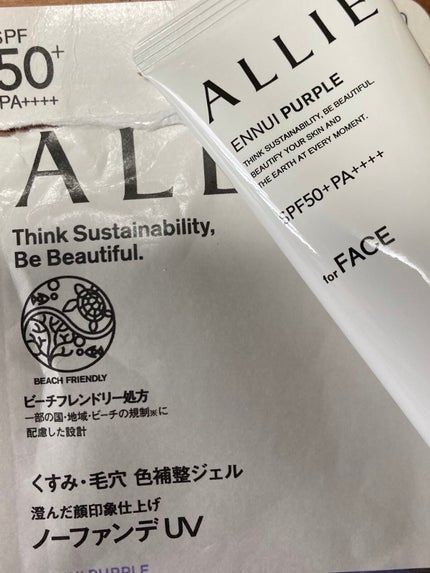 SPF
50+
PA++++
ALL
Think Sustainability,
Be Beautiful.
BEACH FRIENDLY
ビーチフレンドリー処方
一部の国・地域・ビーチの規制※に
配慮した設計
くすみ・毛穴 色補整ジェル
澄んだ顔印象仕上げ
ノーファンデUV
PURPLE
ALLIE
ENNUI PURPLE
THINK SUSTAINABILITY, BE BEAUTIFUL.
BEAUTIFY YOUR SKIN AND
THE EARTH AT EVERY MOMENT.
SPF50+ PA++++
for FACE